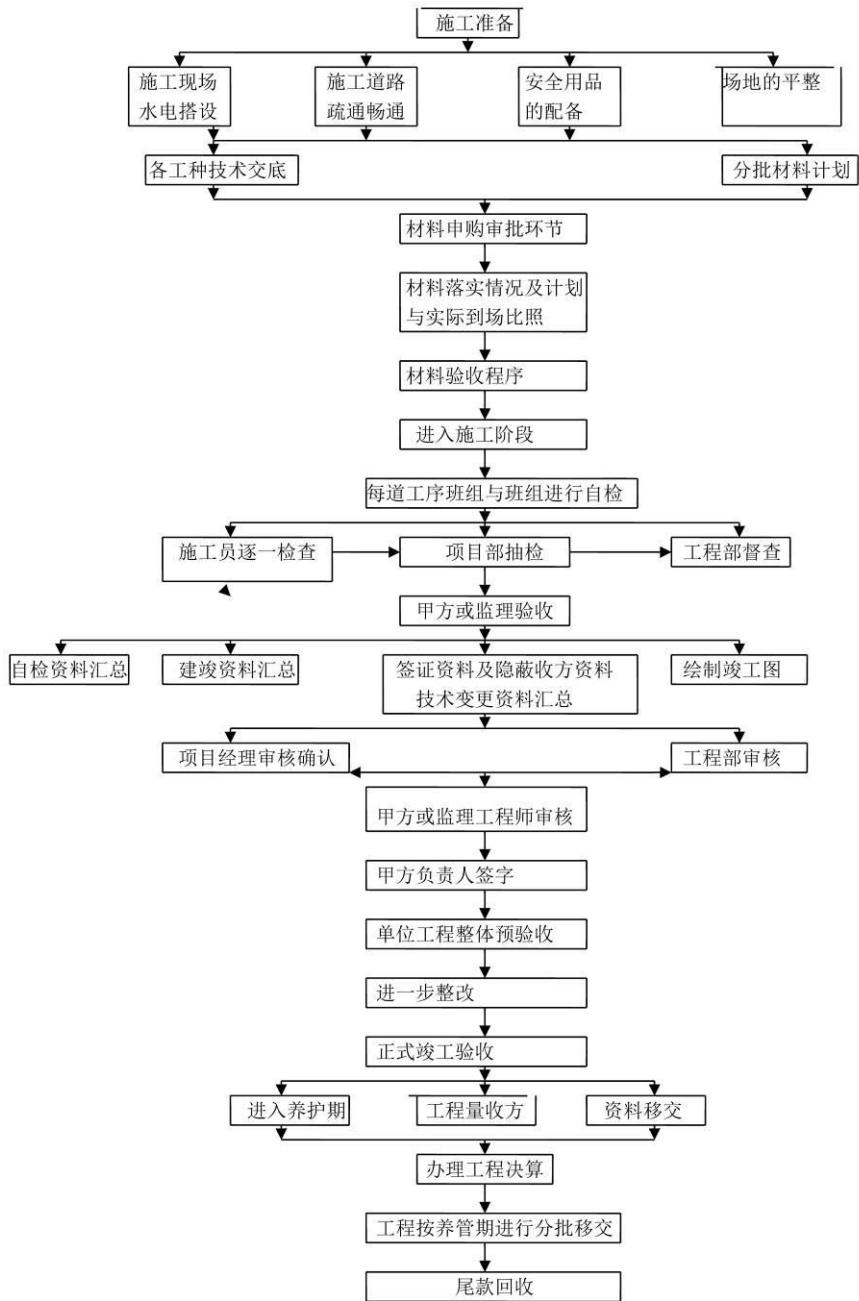 施工准备
施工现场
水电搭设
施工道路
疏通畅通
安全用品
的配备
场地的平整
各工种技术交底
分批材料计划
材料申购审批环节
材料落实情况及计划
与实际到场比照
材料验收程序
进入施工阶段
每道工序班组与班组进行自检
施工员逐一检查
项目部抽检
工程部督查
甲方或监理验收
自检资料汇总
建竣资料汇总
签证资料及隐蔽收方资料
技术变更资料汇总
绘制竣工图
项目经理审核确认
工程部审核
甲方或监理工程师审核
甲方负责人签字
单位工程整体预验收
进一步整改
正式竣工验收
进入养护期
工程量收方
资料移交
办理工程决算
工程按养管期进行分批移交
尾款回收